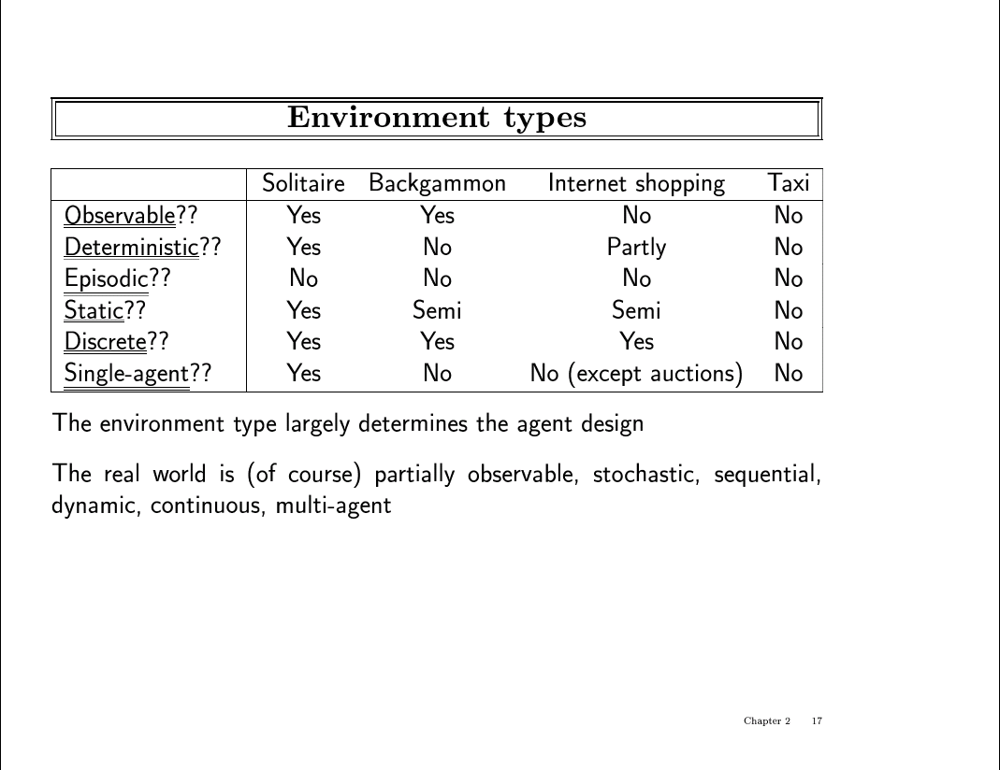 Environment types
Solitaire Backgammon Internet shopping Taxi
Observable?? Yes Yes No No
Deterministic?? Yes No Partly No
Episodic?? No No No No
Static?? Yes Semi Semi No
Discrete?? Yes Yes Yes No
Single-agent?? Yes No No (except auctions) No
The environment type largely determines the agent design
The real world is (of course) partially observable, stochastic, sequential,
dynamic, continuous, multi-agent
Chapter 2 17